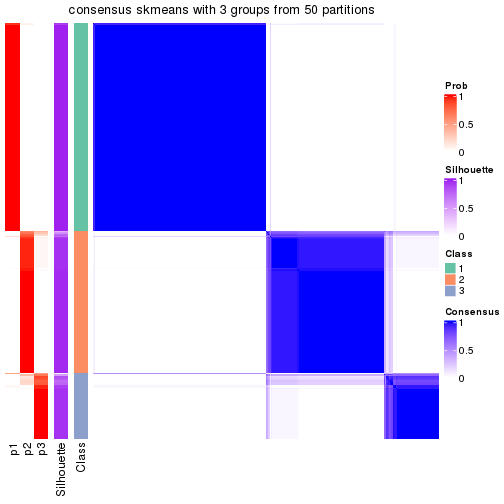 consensus skmeans with 3 groups from 50 partitions
Prob
1
0.5
0
Silhouette
1
0.5
0
Class
1
2
3
Consensus
1
0.5
0
p1
p2
p3
Silhouette
Class